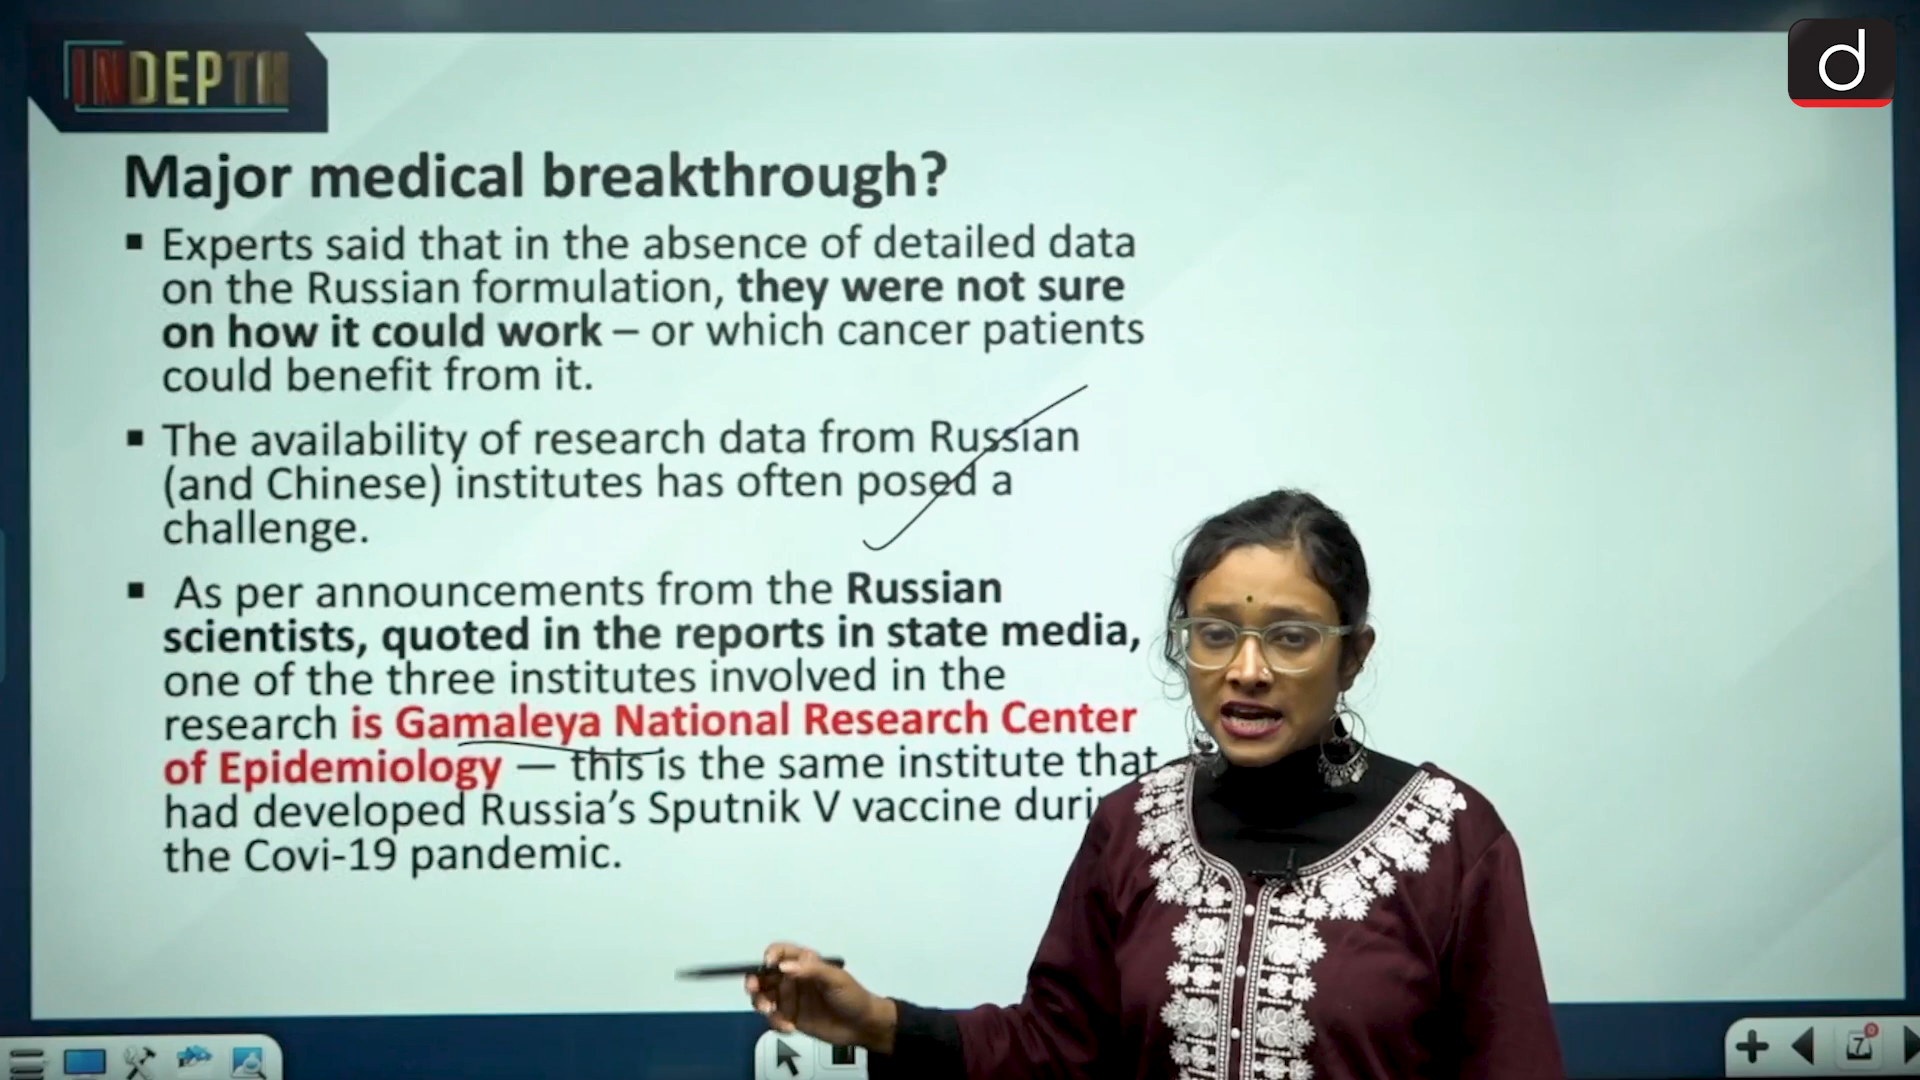 INDEPTH
d
Major medical breakthrough?
▪ Experts said that in the absence of detailed data
on the Russian formulation, they were not sure
on how it could work – or which cancer patients
could benefit from it.
▪ The availability of research data from Russian
(and Chinese) institutes has often posed a
challenge.
▪ As per announcements from the Russian
scientists, quoted in the reports in state media,
one of the three institutes involved in the
research is Gamaleya National Research Center
of Epidemiology — this is the same institute that
had developed Russia's Sputnik V vaccine duri
the Covi-19 pandemic.
7